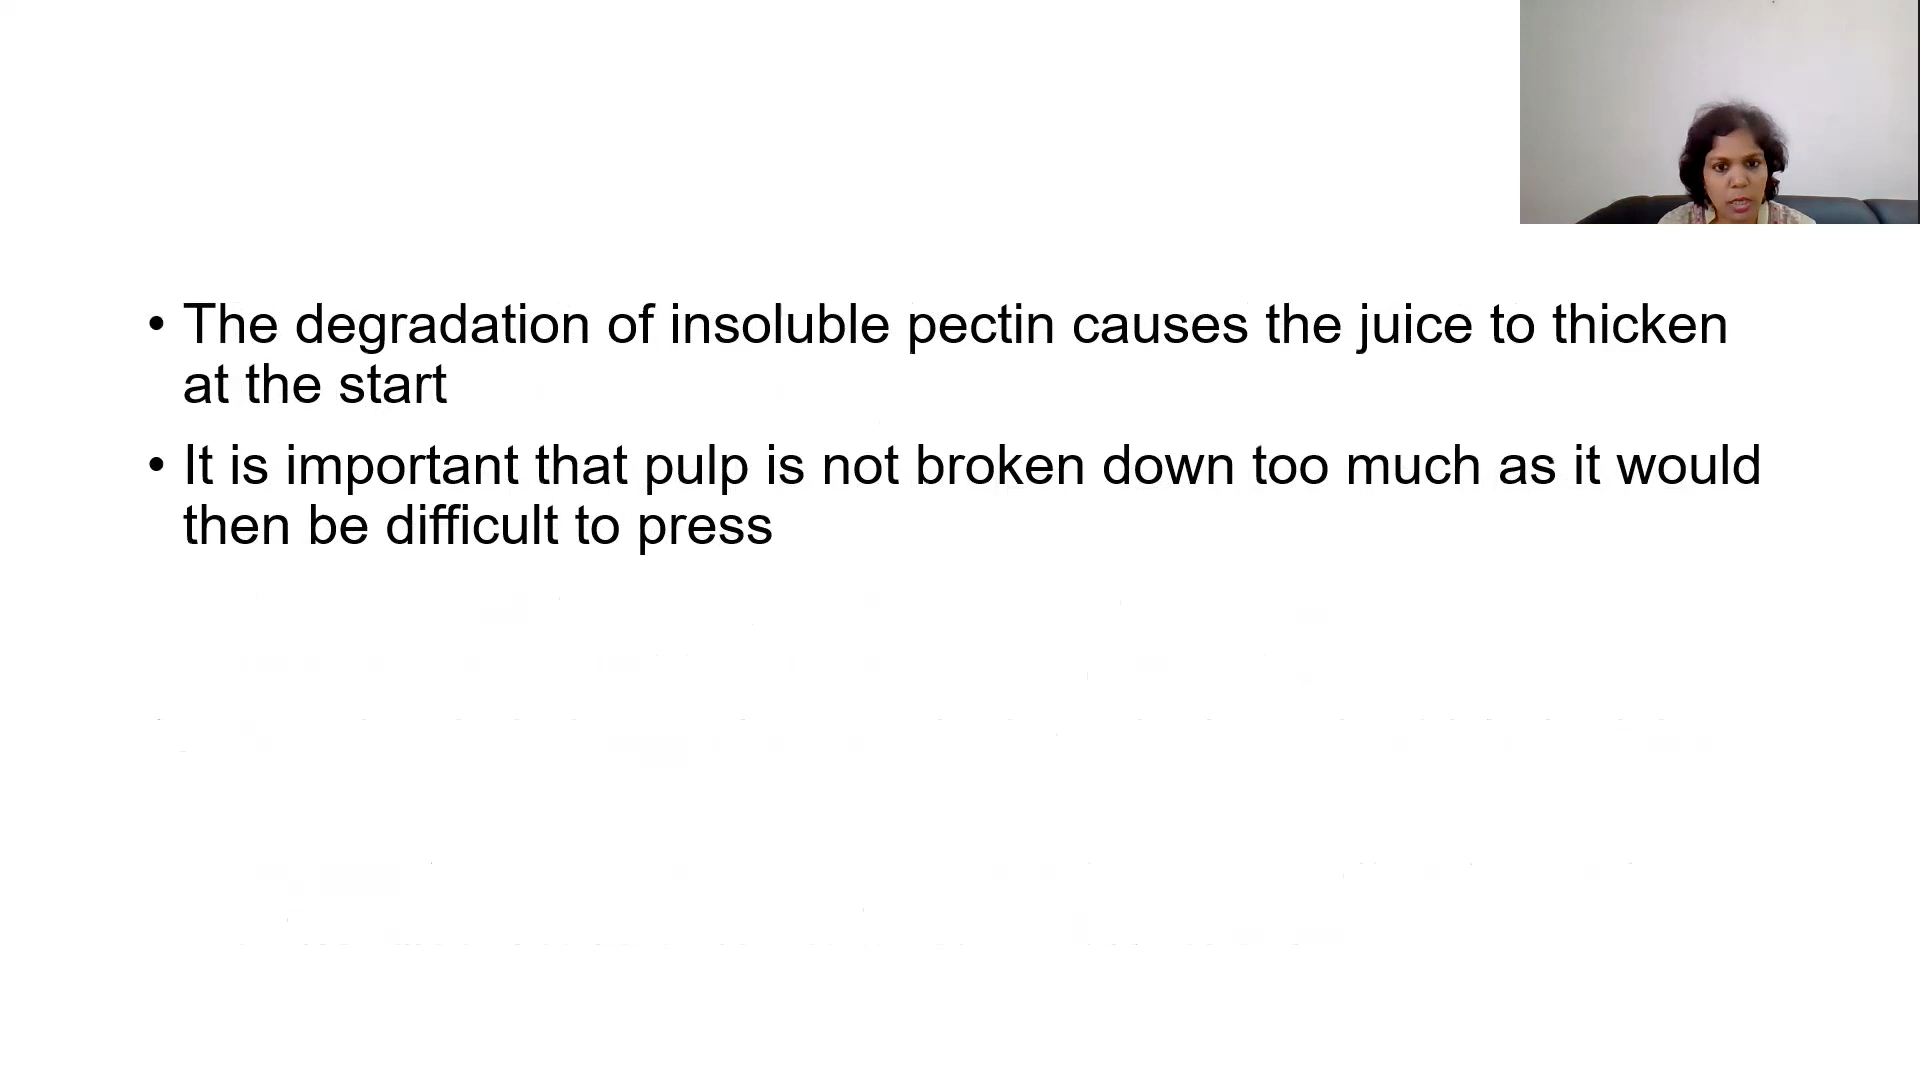 • The degradation of insoluble pectin causes the juice to thicken
at the start
• It is important that pulp is not broken down too much as it would
then be difficult to press